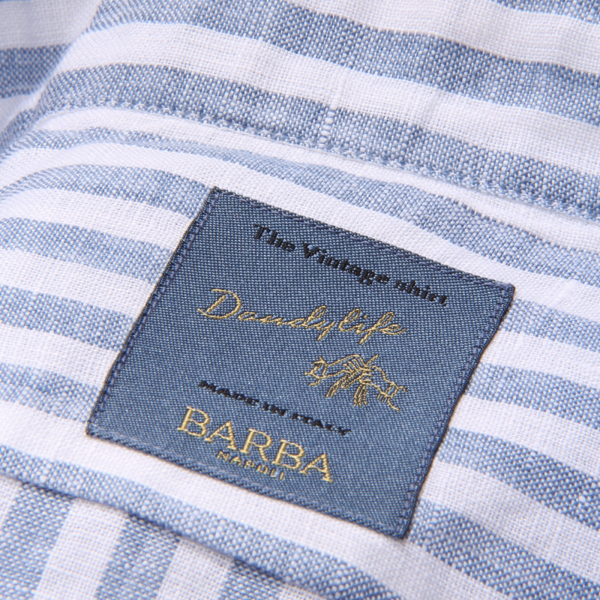 The Vintage shirt
Dandylife
MADE IN ITALY
BARBA
NAPOLI